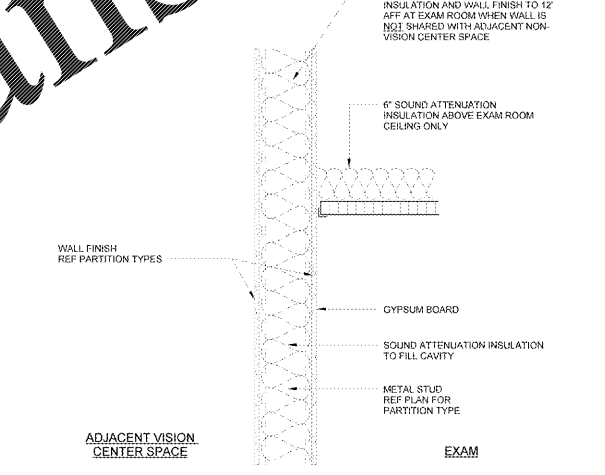 INSULATION AND WALL FINISH TO 12'
AFF AT EXAM ROOM WHEN WALL IS
NOT SHARED WITH ADJACENT NON-
VISION CENTER SPACE
6" SOUND ATTENUATION
INSULATION ABOVE EXAM ROOM
CEILING ONLY
WALL FINISH
REF PARTITION TYPES
GYPSUM BOARD
SOUND ATTENUATION INSULATION
TO FILL CAVITY
METAL STUD
REF PLAN FOR
PARTITION TYPE
ADJACENT VISION
CENTER SPACE
EXAM